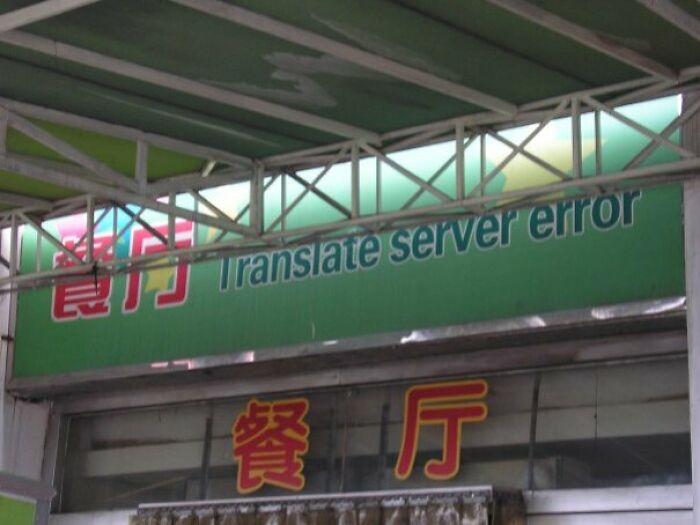 餐厅 Translate server error
餐厅